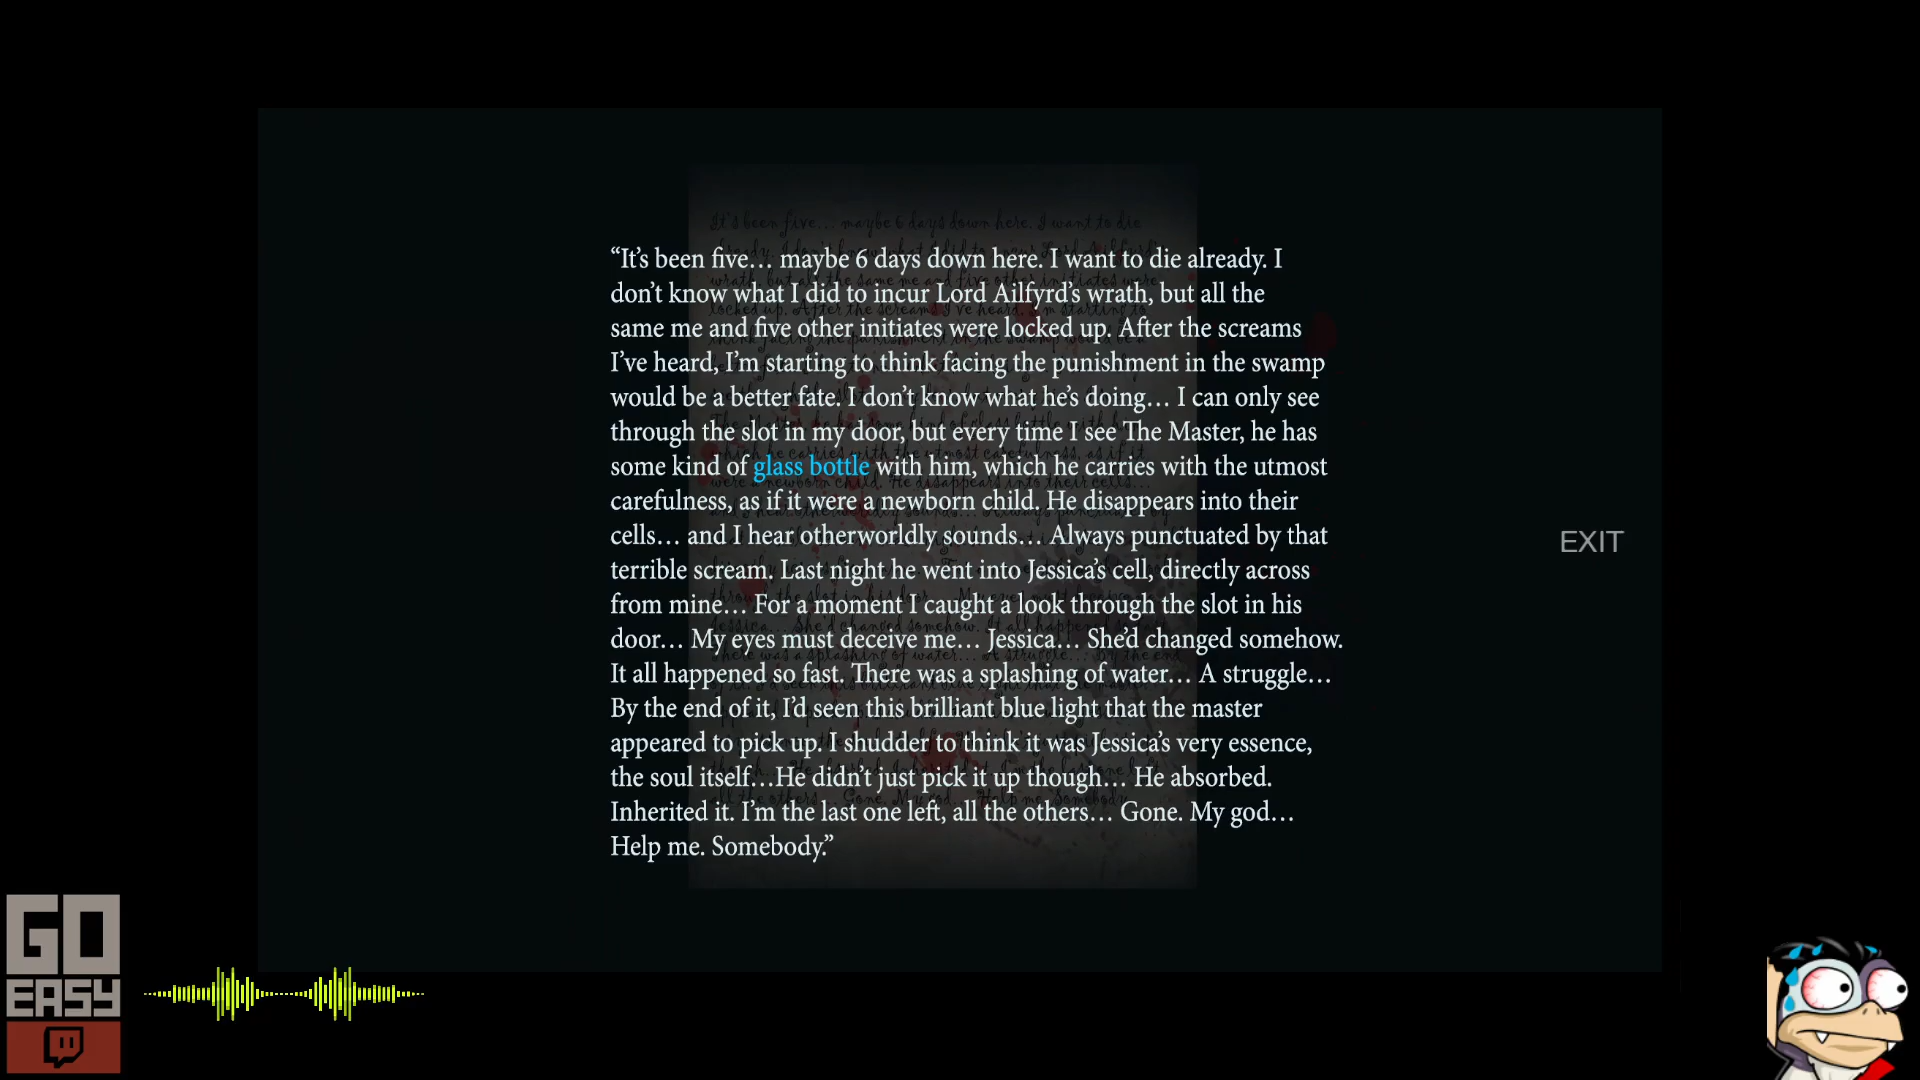 “It’s been five… maybe 6 days down here. I want to die already. I
don’t know what I did to incur Lord Ailfyrd’s wrath, but all the
same me and five other initiates were locked up. After the screams
I’ve heard, I’m starting to think facing the punishment in the swamp
would be a better fate. I don’t know what he’s doing… I can only see
through the slot in my door, but every time I see The Master, he has
some kind of glass bottle with him, which he carries with the utmost
carefulness, as if it were a newborn child. He disappears into their
cells… and I hear otherworldly sounds… Always punctuated by that
terrible scream. Last night he went into Jessica’s cell, directly across
from mine… For a moment I caught a look through the slot in his
door… My eyes must deceive me… Jessica… She’d changed somehow.
It all happened so fast. There was a splashing of water… A struggle…
By the end of it, I’d seen this brilliant blue light that the master
appeared to pick up. I shudder to think it was Jessica’s very essence,
the soul itself…He didn’t just pick it up though… He absorbed.
Inherited it. I’m the last one left, all the others… Gone. My god…
Help me. Somebody.”
EXIT
GO
EASY